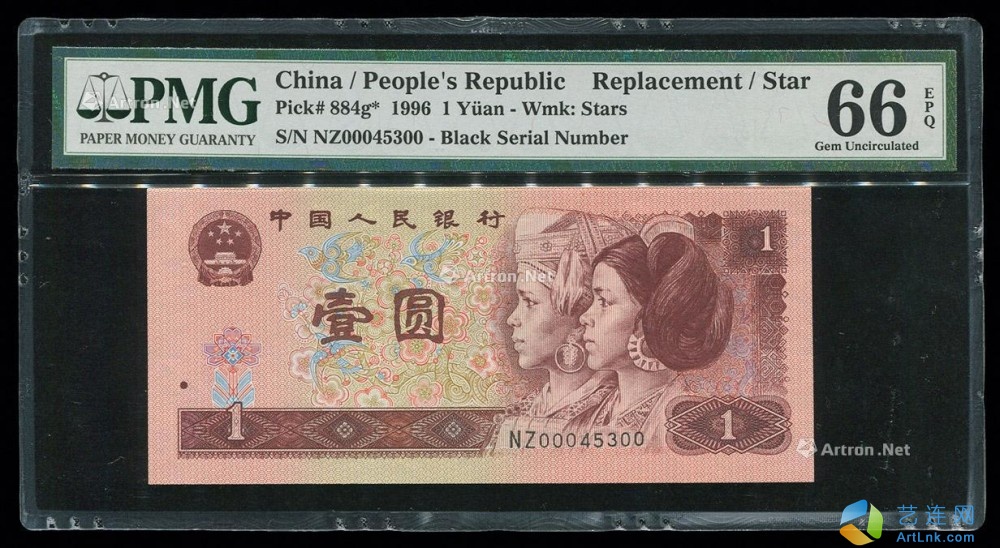 PMG
PAPER MONEY GUARANTY
China / People's Republic Replacement / Star
Pick# 884g* 1996 1 Yüan - Wmk: Stars
S/N NZ00045300 - Black Serial Number
66
EPQ
Gem Uncirculated
Artron.Net
中国人民银行
1
Artron.Net
壹圆
1
NZ00045300
1
Artron.Net
艺连网
ArtLnk.com